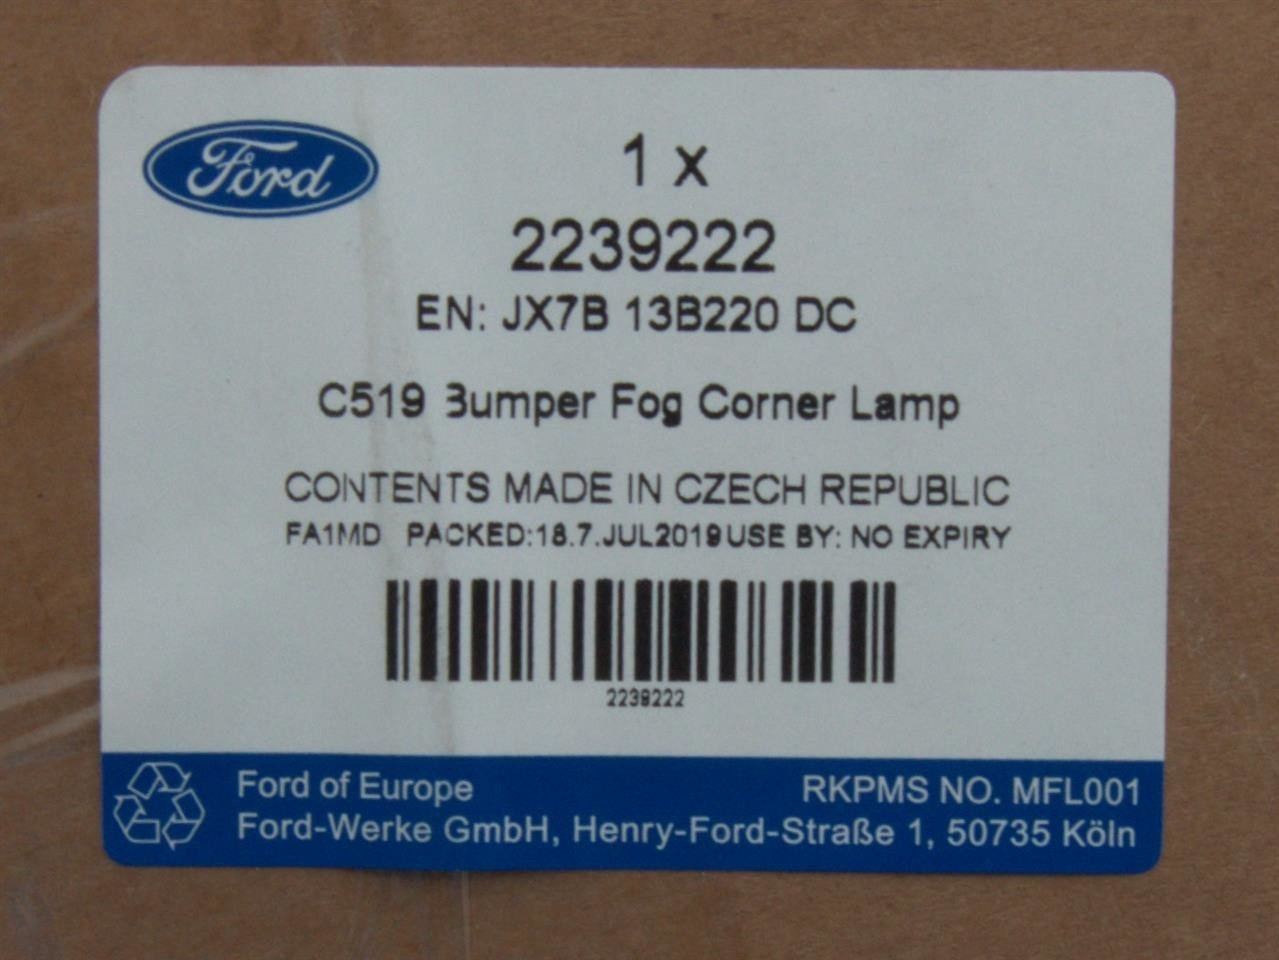 Ford
1 x
2239222
EN: JX7B 13B220 DC
C519 Bumper Fog Corner Lamp
CONTENTS MADE IN CZECH REPUBLIC
FA1MD PACKED:18.7.JUL2019 USE BY: NO EXPIRY
2239222
Ford of Europe RKPMS NO. MFL001
Ford-Werke GmbH, Henry-Ford-Straße 1, 50735 Köln